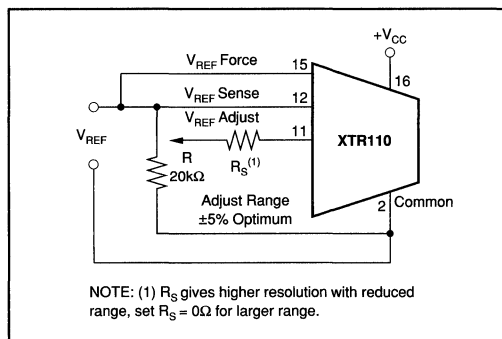 +V_CC
V_REF Force 15
16
V_REF Sense 12
V_REF Adjust 11
XTR110
V_REF
R
20kΩ
R_S(1)
Adjust Range
±5% Optimum
2
Common
NOTE: (1) R_S gives higher resolution with reduced
range, set R_S = 0Ω for larger range.